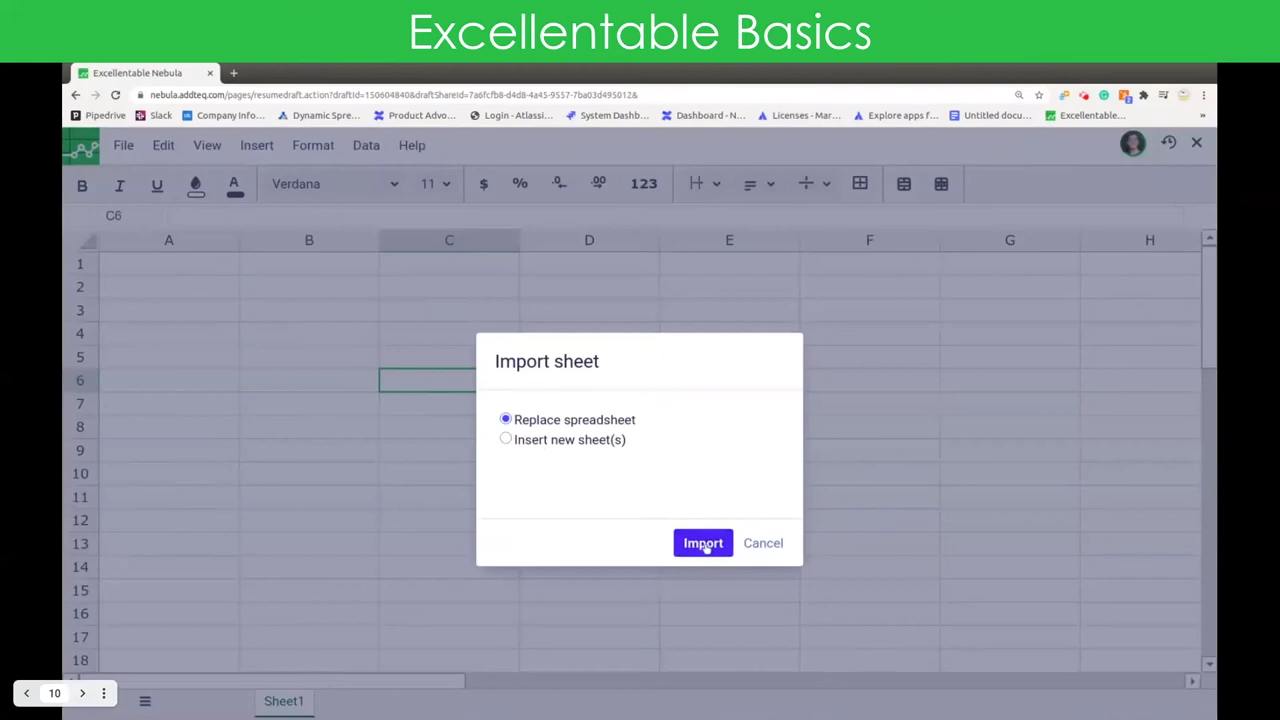 Excellentable Basics
Excellentable Nebula
nebula.addteq.com/pages/resumedraft.action?draftId=150604840&draftShareId=7a6fcfb8-d4d8-4a45-9557-7ba03d495012&
Pipedrive Slack Company Info... Dynamic Spre... Product Advo... Login - Atlassi... System Dashb... Dashboard - N... Licenses - Mar... Explore apps f... Untitled docu... Excellentable... »
File Edit View Insert Format Data Help
B I U A Verdana 11 $ % .0 .00 123
C6
A B C D E F G H
1
2
3
4
5
6
7
8
9
10
11
12
13
14
15
16
17
18
Import sheet
Replace spreadsheet
Insert new sheet(s)
Import Cancel
10
Sheet1